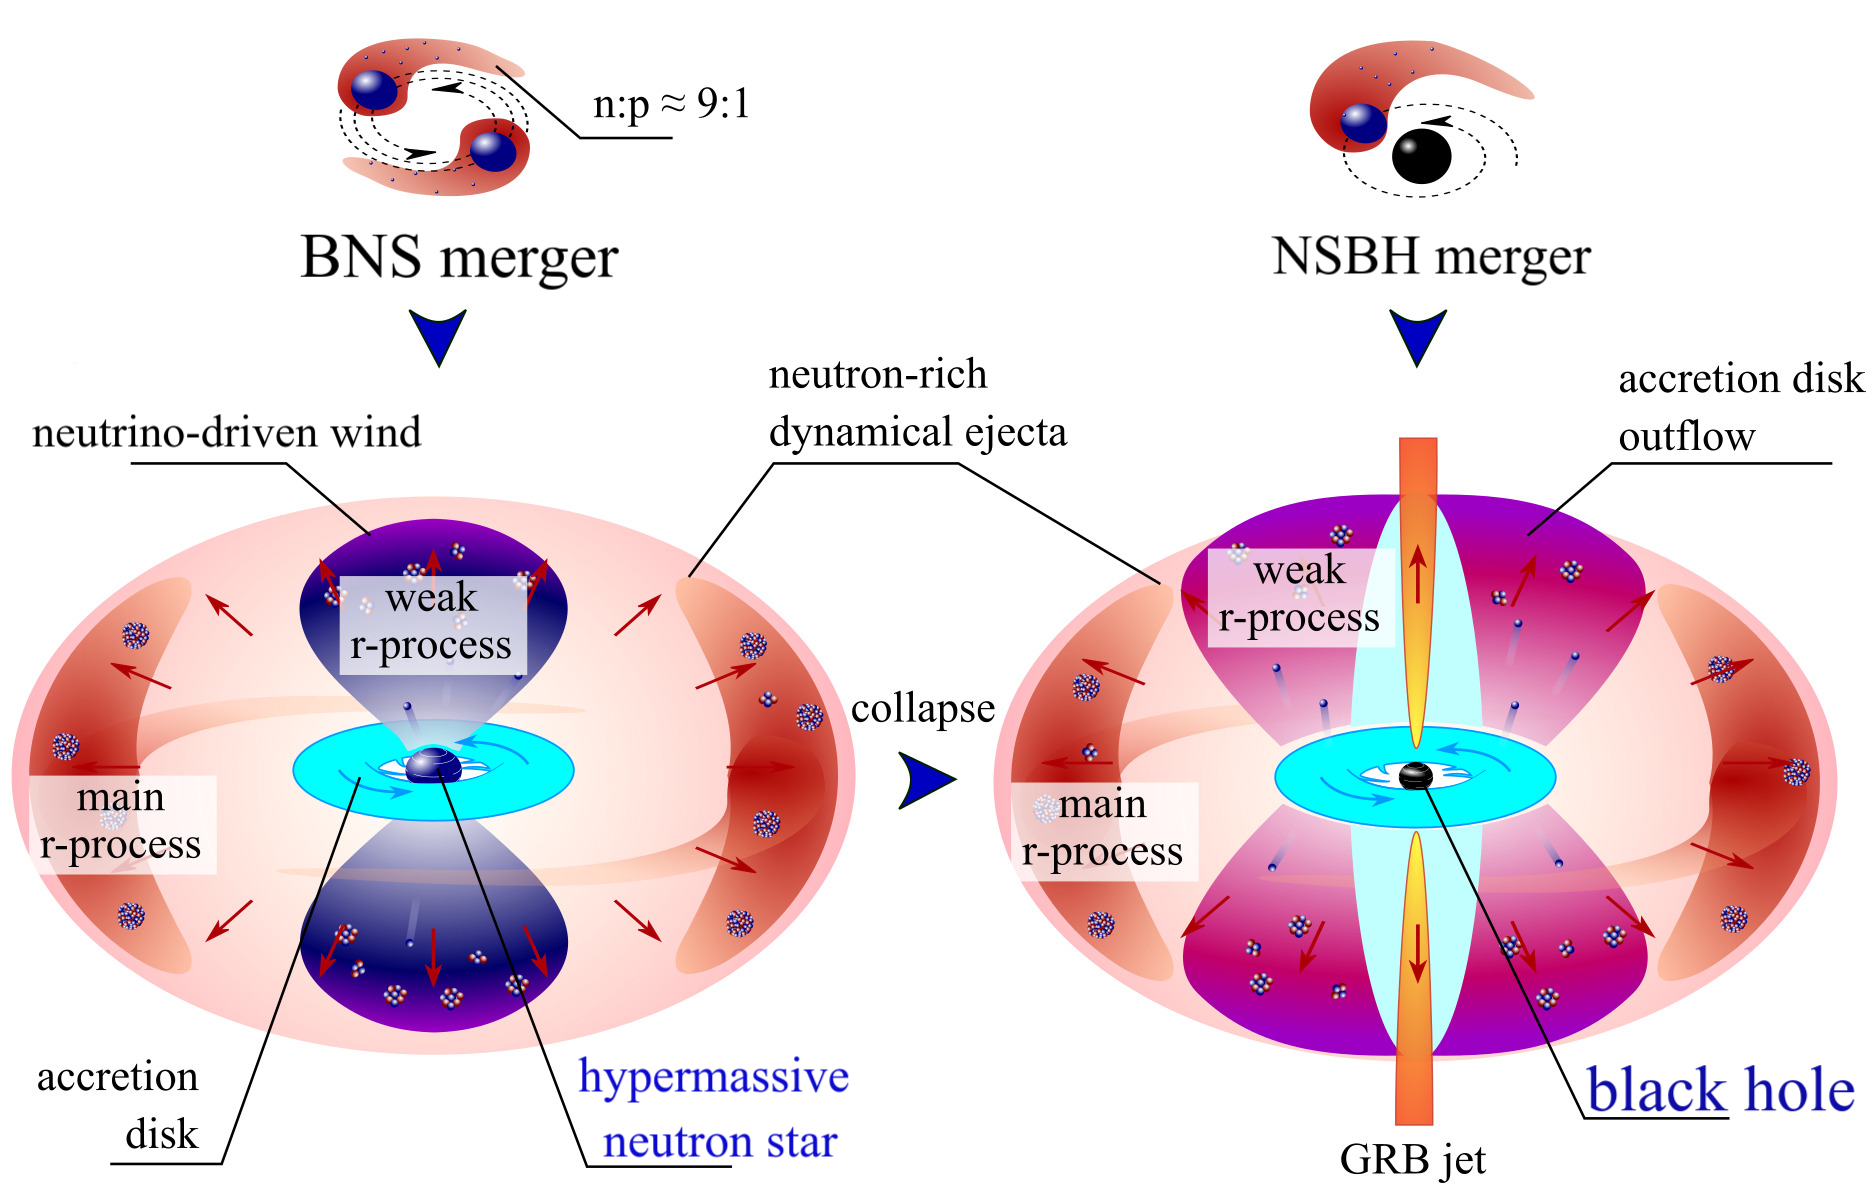 n:p ≈ 9:1
BNS merger
NSBH merger
neutrino-driven wind
neutron-rich
dynamical ejecta
accretion disk
outflow
weak
r-process
main
r-process
collapse
weak
r-process
main
r-process
accretion
disk
hypermassive
neutron star
black hole
GRB jet